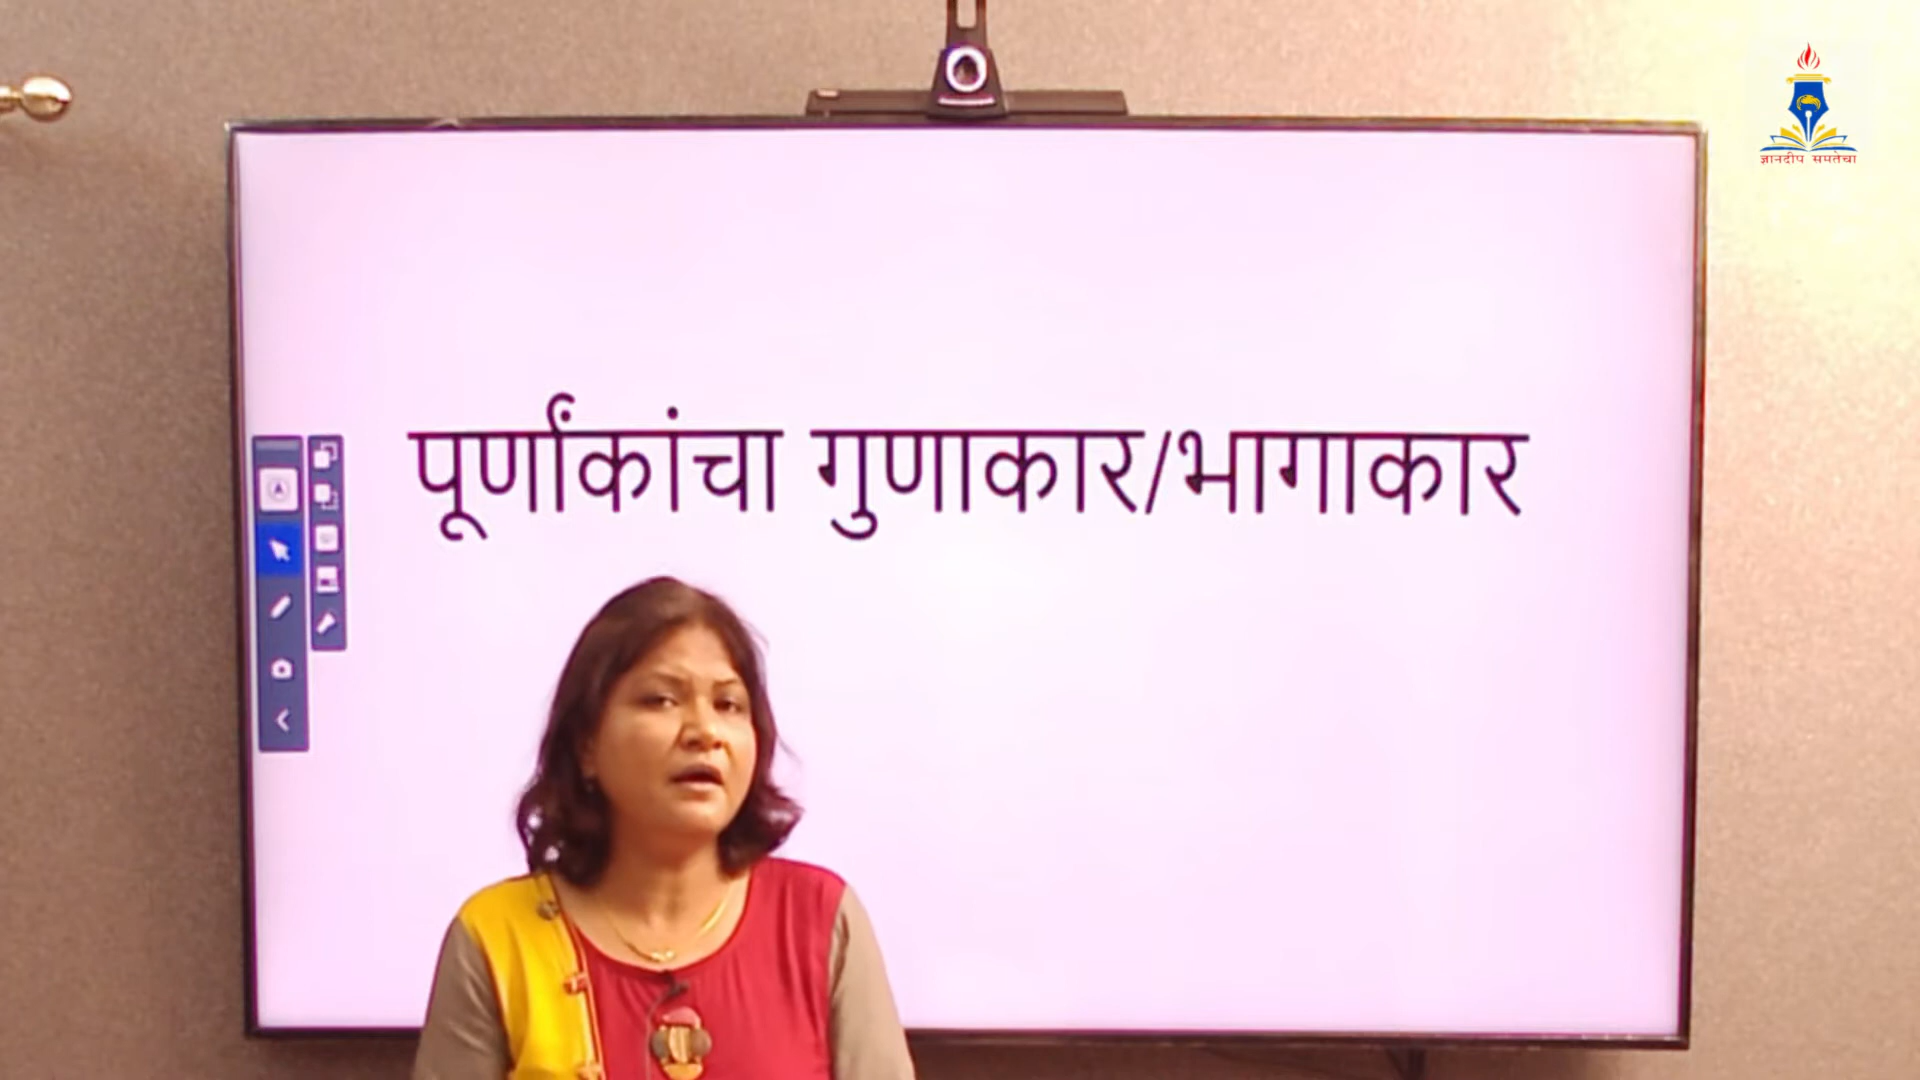 ज्ञानदीप समतेचा
पूर्णांकांचा गुणाकार/भागाकार